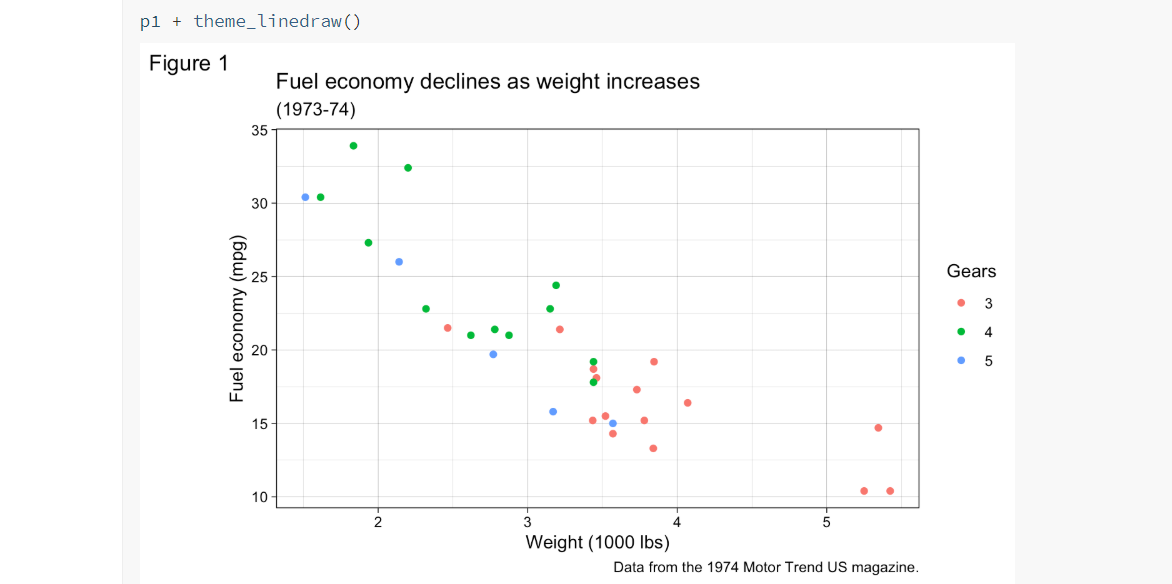 p1 + theme_linedraw()
Figure 1
Fuel economy declines as weight increases
(1973-74)
35
30
25
20
15
10
Fuel economy (mpg)
2 3 4 5
Weight (1000 lbs)
Data from the 1974 Motor Trend US magazine.
Gears
3
4
5